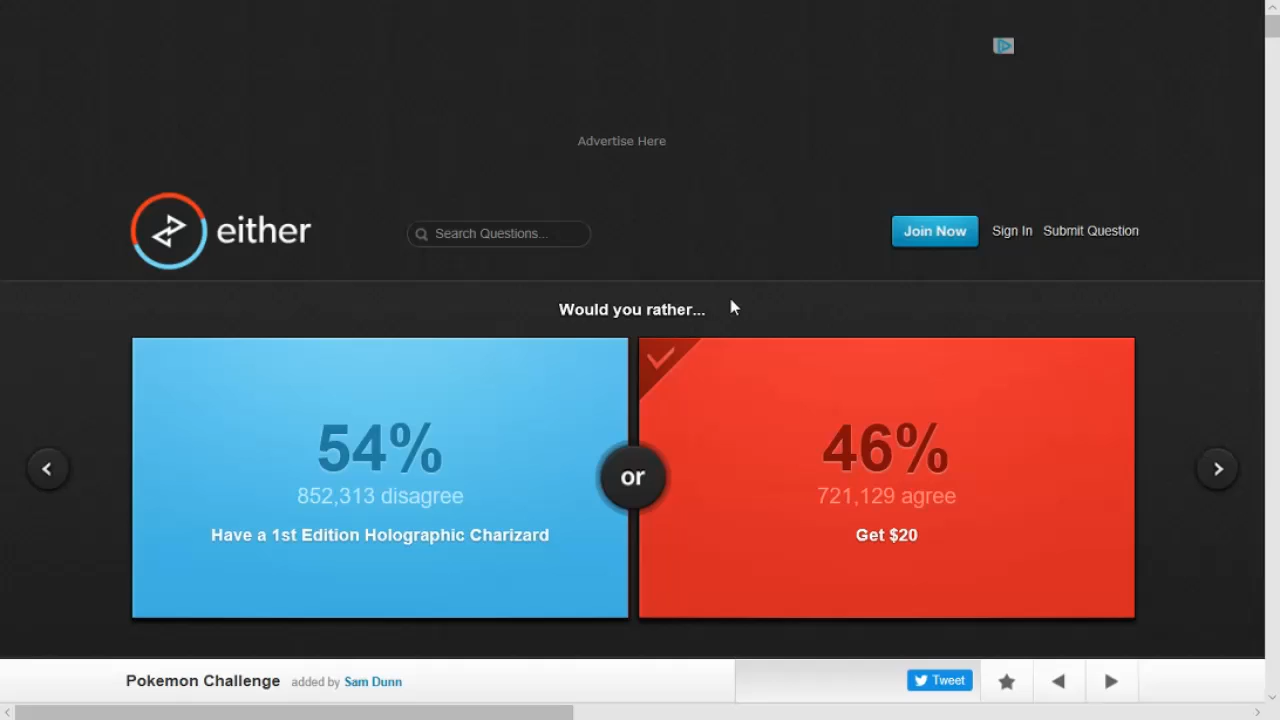 Advertise Here
either
Search Questions...
Join Now
Sign In
Submit Question
Would you rather...
54%
852,313 disagree
Have a 1st Edition Holographic Charizard
or
46%
721,129 agree
Get $20
Pokemon Challenge added by Sam Dunn
Tweet